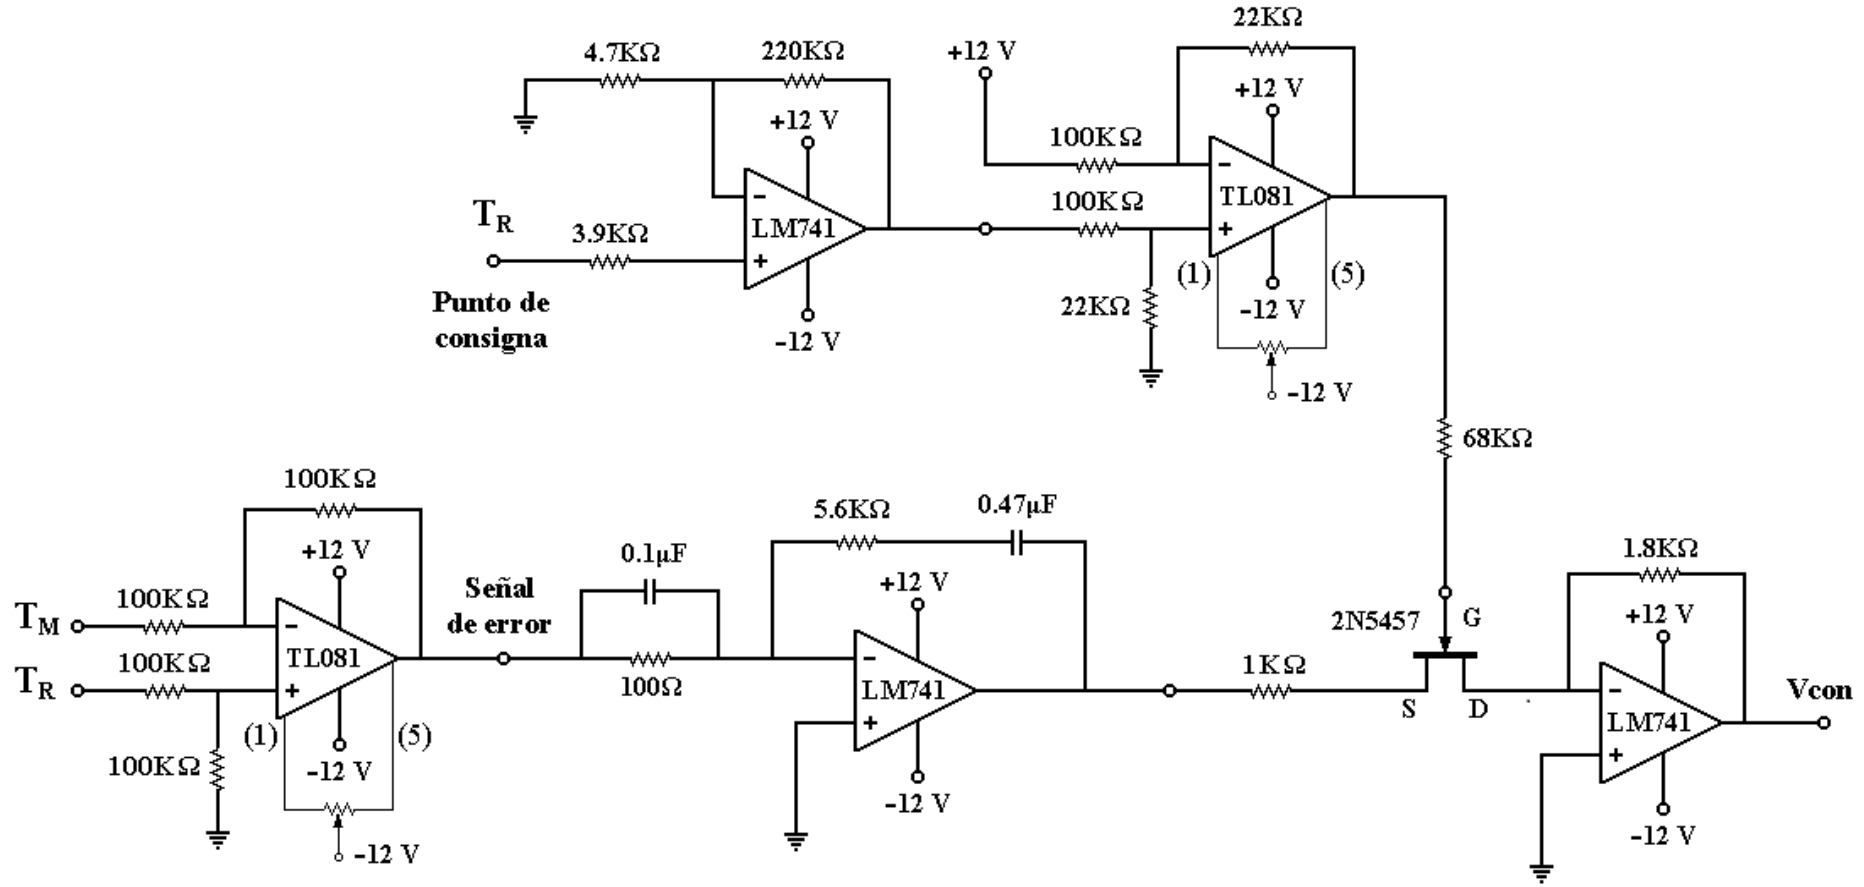 22KΩ
4.7KΩ
220KΩ
+12 V
+12 V
+12 V
100KΩ
-
TL081
100KΩ
+
-
LM741
+
T_R
3.9KΩ
Punto de
consigna
(1)
(5)
22KΩ
-12 V
-12 V
-12 V
68KΩ
100KΩ
5.6KΩ
0.47µF
+12 V
0.1µF
1.8KΩ
Señal
de error
+12 V
T_M
100KΩ
-
TL081
T_R
100KΩ
+
100Ω
2N5457
G
+12 V
-
LM741
+
1KΩ
S
D
-
LM741
+
Vcon
(1)
(5)
100KΩ
-12 V
-12 V
-12 V
-12 V